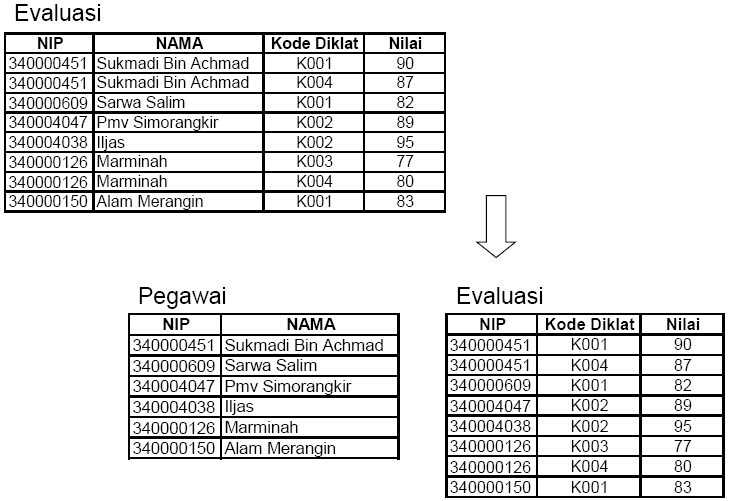 Evaluasi
NIP NAMA Kode Diklat Nilai
340000451 Sukmadi Bin Achmad K001 90
340000451 Sukmadi Bin Achmad K004 87
340000609 Sarwa Salim K001 82
340004047 Pmv Simorangkir K002 89
340004038 Iljas K002 95
340000126 Marminah K003 77
340000126 Marminah K004 80
340000150 Alam Merangin K001 83
Pegawai
NIP NAMA
340000451 Sukmadi Bin Achmad
340000609 Sarwa Salim
340004047 Pmv Simorangkir
340004038 Iljas
340000126 Marminah
340000150 Alam Merangin
Evaluasi
NIP Kode Diklat Nilai
340000451 K001 90
340000451 K004 87
340000609 K001 82
340004047 K002 89
340004038 K002 95
340000126 K003 77
340000126 K004 80
340000150 K001 83